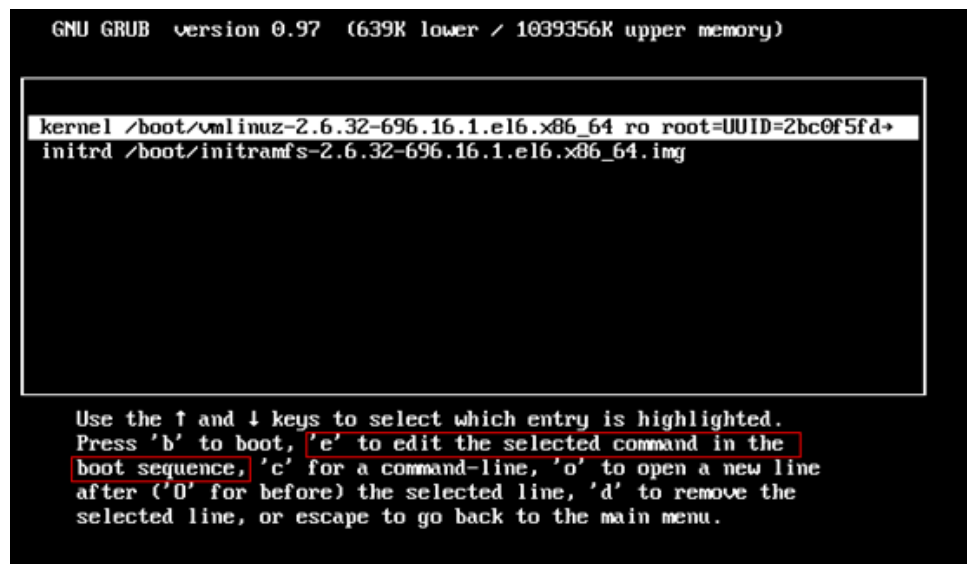 GNU GRUB  version 0.97  (639K lower / 1039356K upper memory)
kernel /boot/vmlinuz-2.6.32-696.16.1.el6.x86_64 ro root=UUID=2bc0f5fd→
initrd /boot/initramfs-2.6.32-696.16.1.el6.x86_64.img
Use the ↑ and ↓ keys to select which entry is highlighted.
Press 'b' to boot, 'e' to edit the selected command in the
boot sequence, 'c' for a command-line, 'o' to open a new line
after ('O' for before) the selected line, 'd' to remove the
selected line, or escape to go back to the main menu.